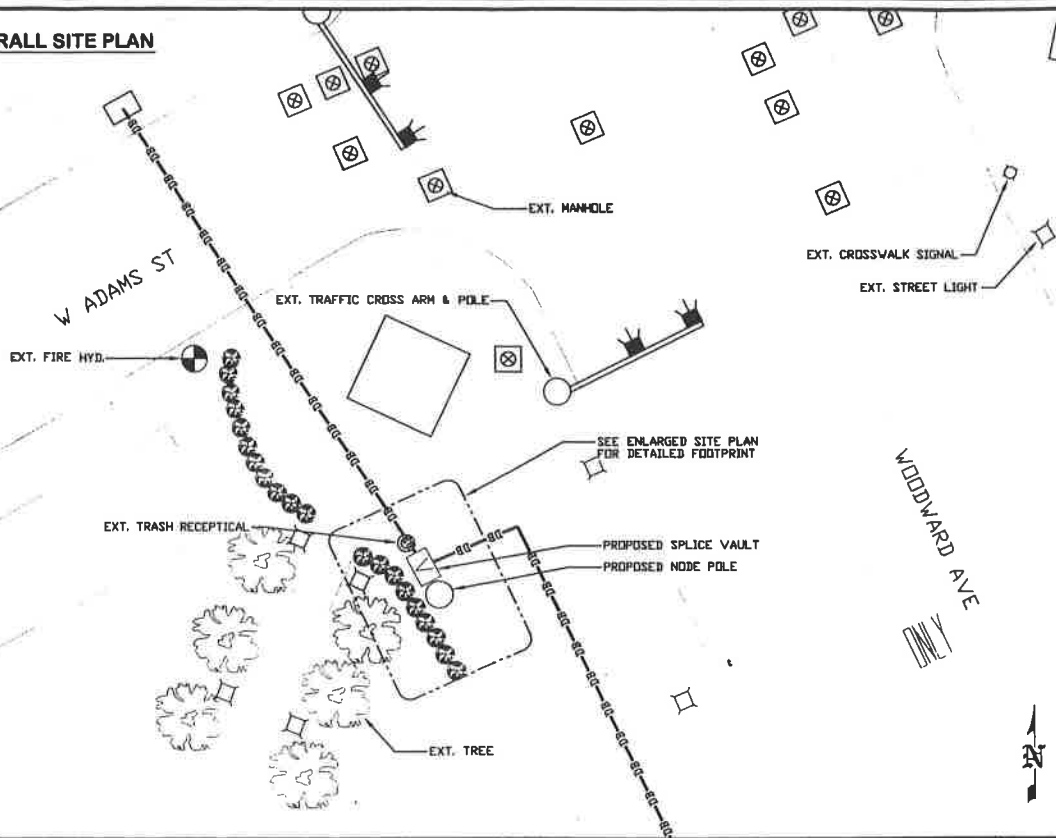 RALL SITE PLAN
EXT. MANHOLE
EXT. CROSSWALK SIGNAL
EXT. STREET LIGHT
W ADAMS ST
EXT. TRAFFIC CROSS ARM & POLE
EXT. FIRE HYD.
SEE ENLARGED SITE PLAN
FOR DETAILED FOOTPRINT
WOODWARD AVE
EXT. TRASH RECEPTICAL
PROPOSED SPLICE VAULT
PROPOSED NODE POLE
ONLY
EXT. TREE
N